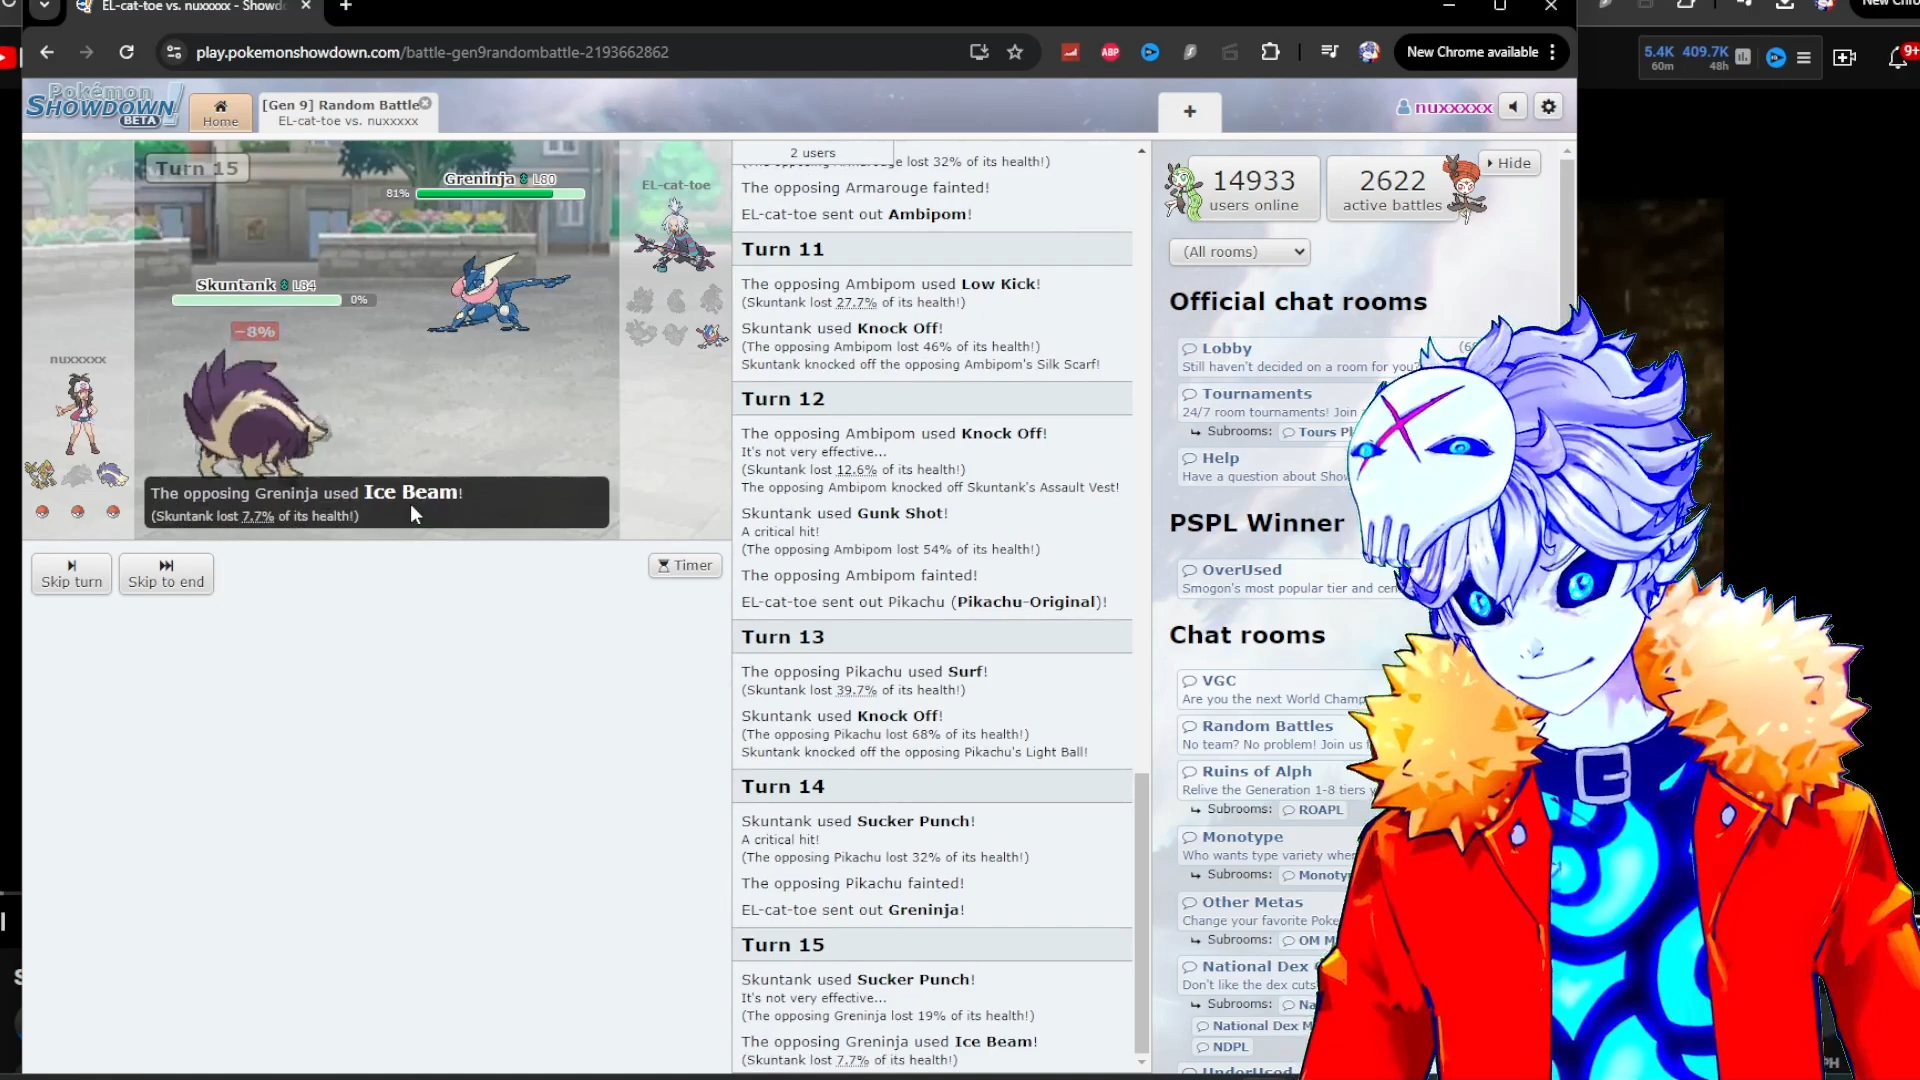 EL-cat-toe vs. nuxxxxx - Showd
play.pokemonshowdown.com/battle-gen9randombattle-2193662862
ABP
New Chrome available
New Chro
5.4K 409.7K
60m 48h
9+
Pokémon
SHOWDOWN!
BETA
Home
[Gen 9] Random Battle
EL-cat-toe vs. nuxxxxx
+
nuxxxxx
Turn 15
Greninja L80
81%
Skuntank L84
0%
−8%
EL-cat-toe
nuxxxxx
The opposing Greninja used Ice Beam!
(Skuntank lost 7.7% of its health!)
Skip turn
Skip to end
Timer
2 users
lost 32% of its health!)
The opposing Armarouge fainted!
EL-cat-toe sent out Ambipom!
Turn 11
The opposing Ambipom used Low Kick!
(Skuntank lost 27.7% of its health!)
Skuntank used Knock Off!
(The opposing Ambipom lost 46% of its health!)
Skuntank knocked off the opposing Ambipom's Silk Scarf!
Turn 12
The opposing Ambipom used Knock Off!
It's not very effective...
(Skuntank lost 12.6% of its health!)
The opposing Ambipom knocked off Skuntank's Assault Vest!
Skuntank used Gunk Shot!
A critical hit!
(The opposing Ambipom lost 54% of its health!)
The opposing Ambipom fainted!
EL-cat-toe sent out Pikachu (Pikachu-Original)!
Turn 13
The opposing Pikachu used Surf!
(Skuntank lost 39.7% of its health!)
Skuntank used Knock Off!
(The opposing Pikachu lost 68% of its health!)
Skuntank knocked off the opposing Pikachu's Light Ball!
Turn 14
Skuntank used Sucker Punch!
A critical hit!
(The opposing Pikachu lost 32% of its health!)
The opposing Pikachu fainted!
EL-cat-toe sent out Greninja!
Turn 15
Skuntank used Sucker Punch!
It's not very effective...
(The opposing Greninja lost 19% of its health!)
The opposing Greninja used Ice Beam!
(Skuntank lost 7.7% of its health!)
14933
users online
2622
active battles
Hide
(All rooms)
Official chat rooms
Lobby
Still haven't decided on a room for you?
Tournaments
24/7 room tournaments! Join
Subrooms: Tours Pl
Help
Have a question about Sho
PSPL Winner
OverUsed
Smogon's most popular tier and cen
Chat rooms
VGC
Are you the next World Champ
Random Battles
No team? No problem! Join us
Ruins of Alph
Relive the Generation 1-8 tiers
Subrooms: ROAPL
Monotype
Who wants type variety whe
Subrooms: Monoty
Other Metas
Change your favorite Poke
Subrooms: OM M
National Dex
Don't like the dex cuts
Subrooms: Na
National Dex M
NDPL
UnderUsed